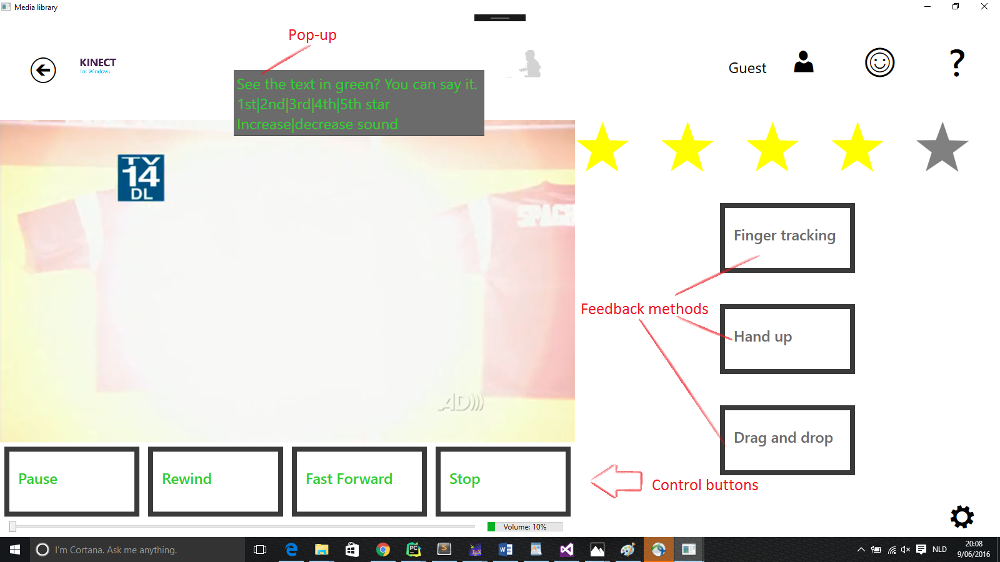 Media library
Pop-up
KINECT
for Windows
Guest
?
See the text in green? You can say it.
1st|2nd|3rd|4th|5th star
Increase|decrease sound
TV
14
DL
SPACE
Finger tracking
Feedback methods
Hand up
AD)))
Drag and drop
Pause
Rewind
Fast Forward
Stop
Control buttons
Volume: 10%
I'm Cortana. Ask me anything.
NLD
20:08
9/06/2016